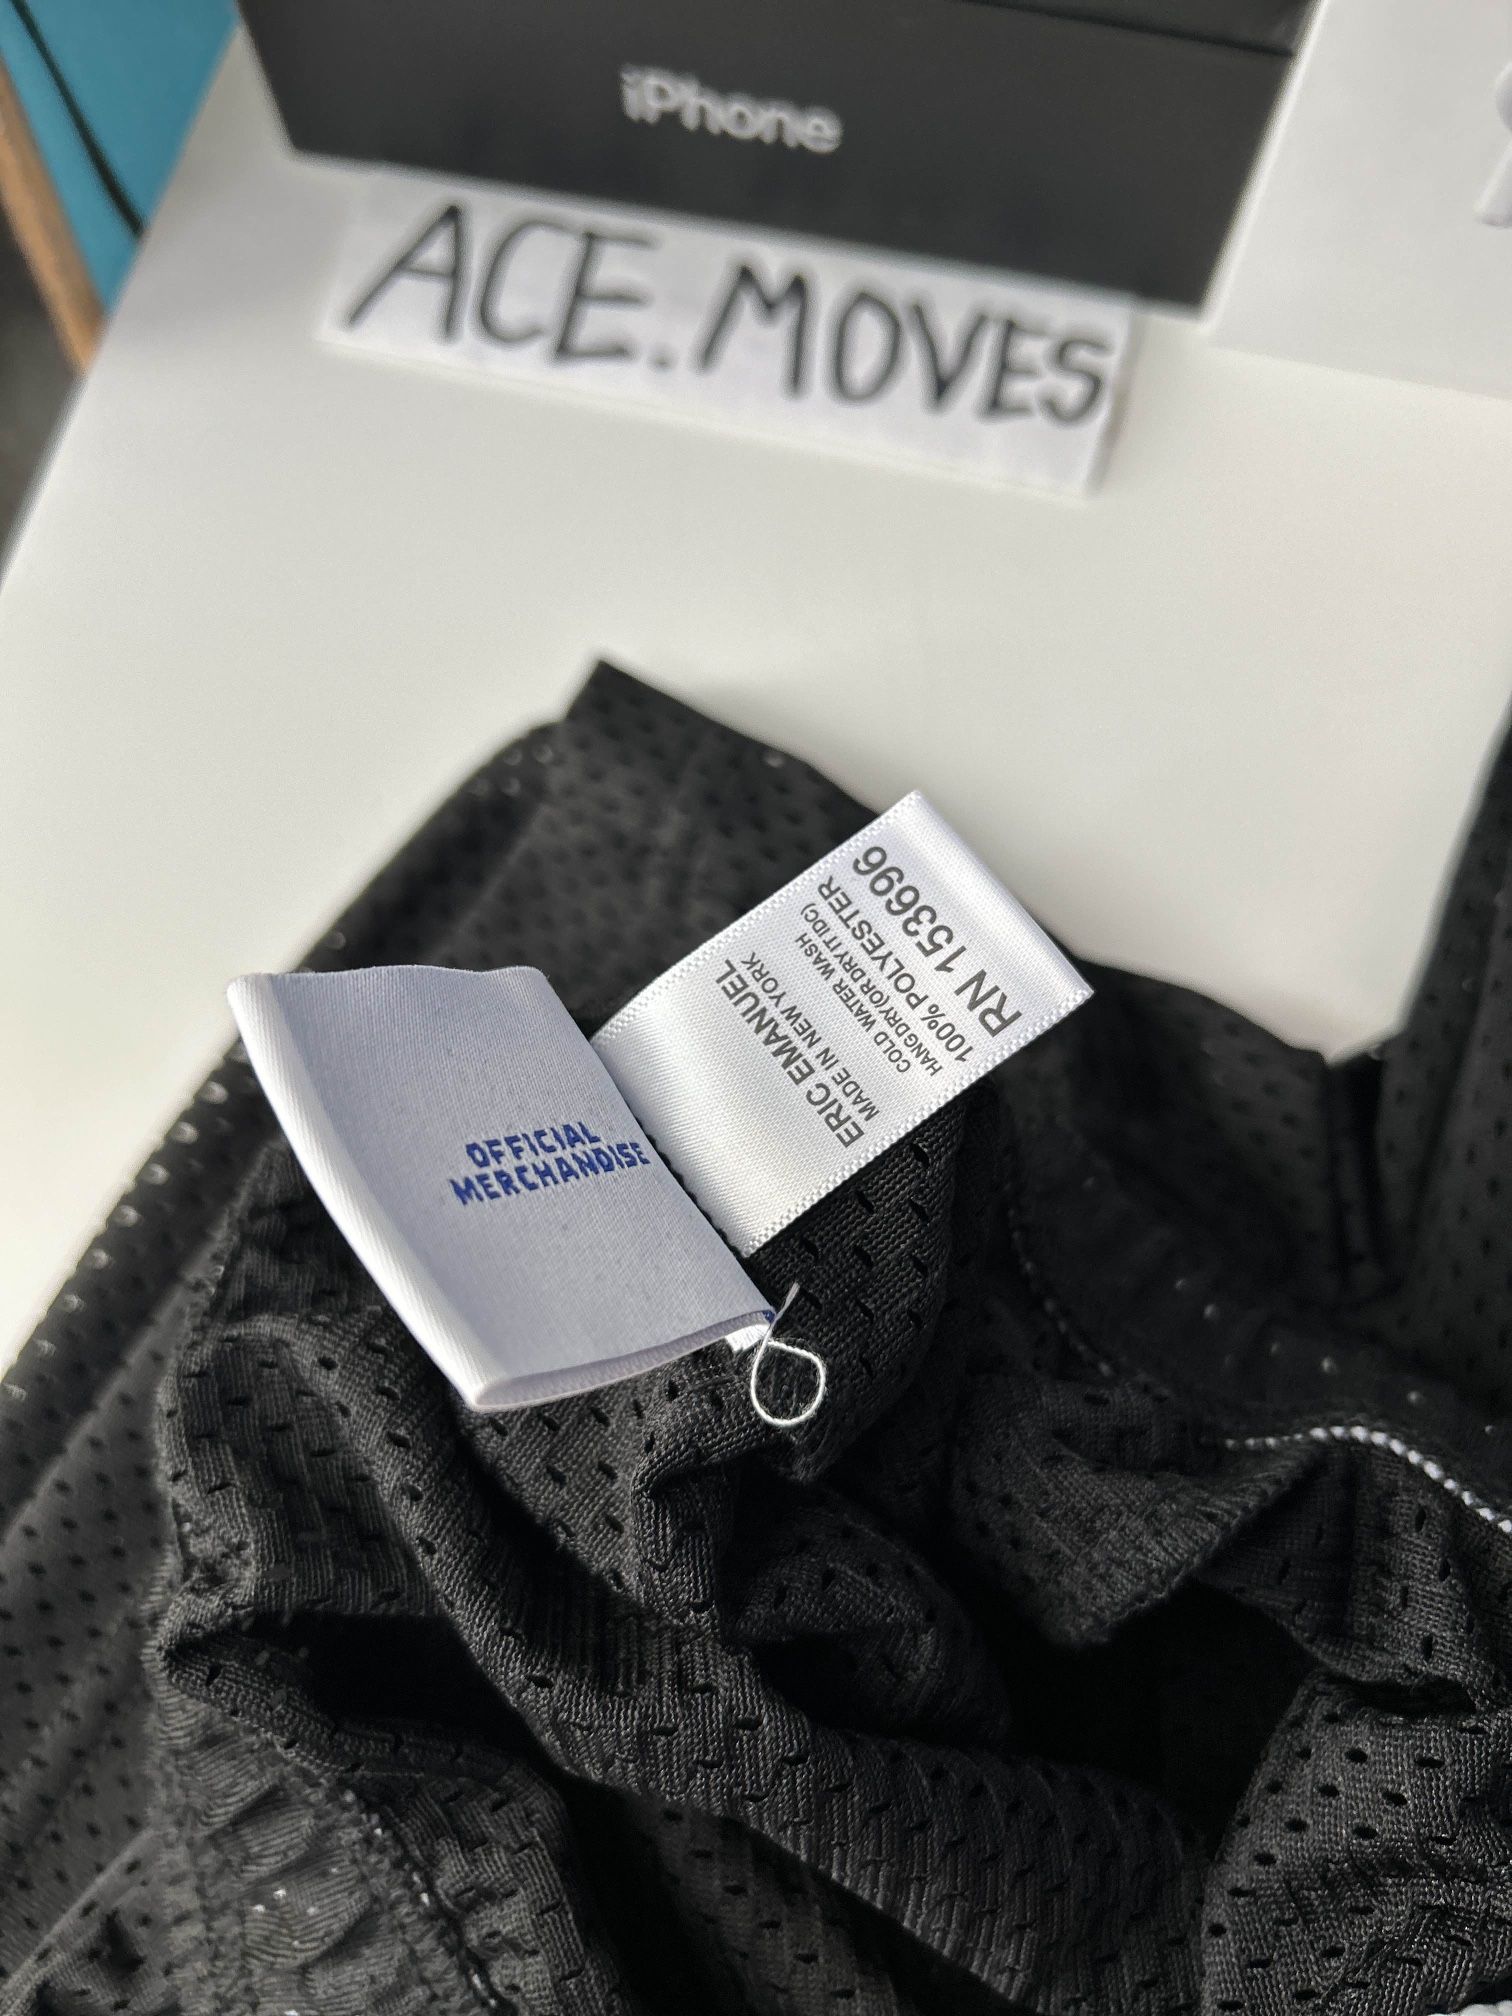 iPhone
ACE.MOVES
ERIC EMANUEL
MADE IN NEW YORK
COLD WATER WASH
HANG DRY(OR DRY IT IDC)
100% POLYESTER
RN 153696
OFFICIAL
MERCHANDISE